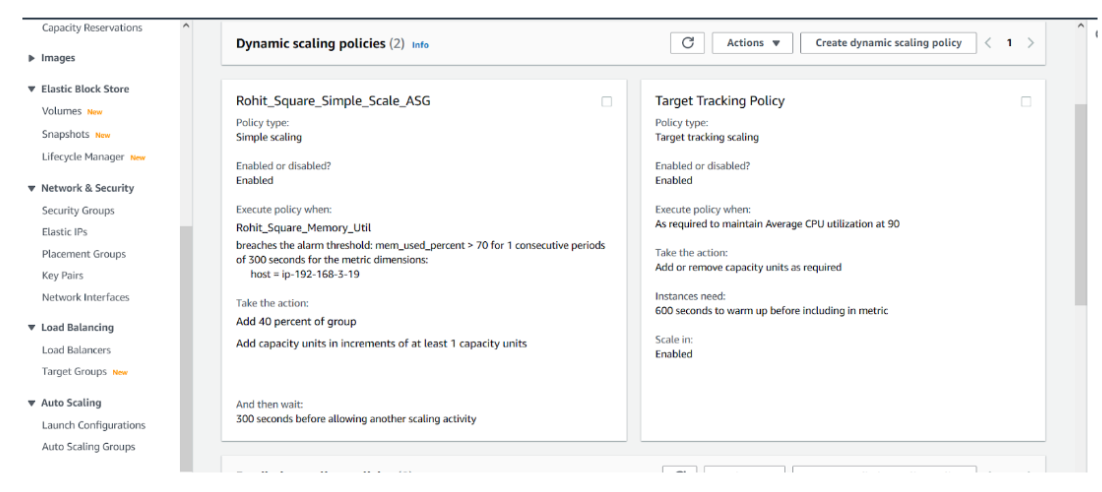 Capacity Reservations
Images
Elastic Block Store
Volumes New
Snapshots New
Lifecycle Manager New
Network & Security
Security Groups
Elastic IPs
Placement Groups
Key Pairs
Network Interfaces
Load Balancing
Load Balancers
Target Groups New
Auto Scaling
Launch Configurations
Auto Scaling Groups
Dynamic scaling policies (2) Info
Actions
Create dynamic scaling policy
1
Rohit_Square_Simple_Scale_ASG
Policy type:
Simple scaling
Enabled or disabled?
Enabled
Execute policy when:
Rohit_Square_Memory_Util
breaches the alarm threshold: mem_used_percent > 70 for 1 consecutive periods
of 300 seconds for the metric dimensions:
host = ip-192-168-3-19
Take the action:
Add 40 percent of group
Add capacity units in increments of at least 1 capacity units
And then wait:
300 seconds before allowing another scaling activity
Target Tracking Policy
Policy type:
Target tracking scaling
Enabled or disabled?
Enabled
Execute policy when:
As required to maintain Average CPU utilization at 90
Take the action:
Add or remove capacity units as required
Instances need:
600 seconds to warm up before including in metric
Scale in:
Enabled